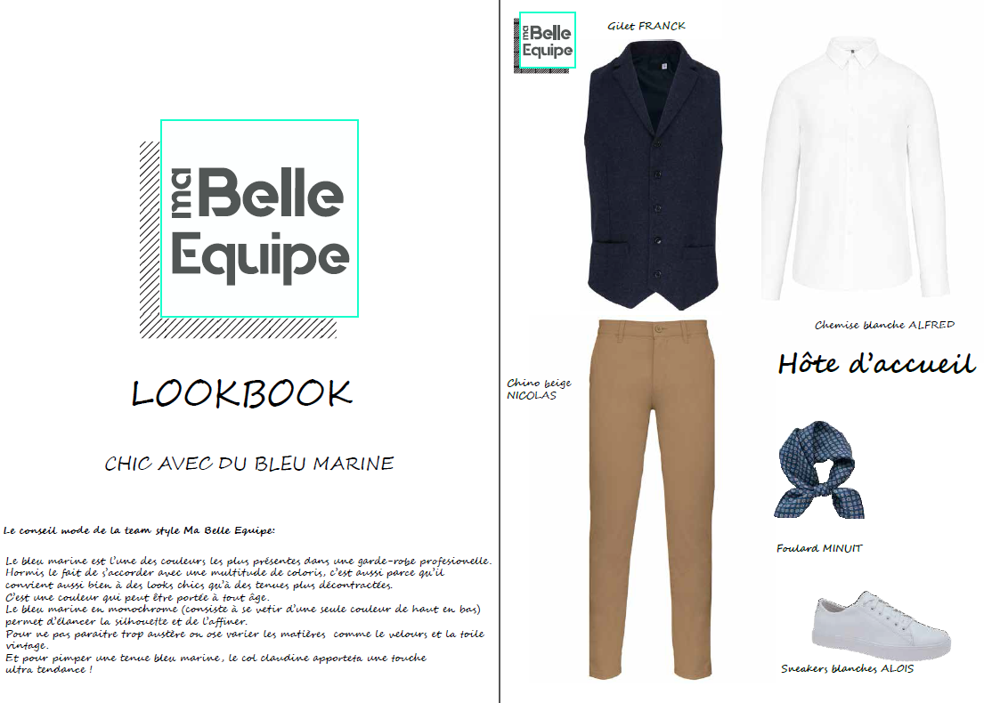 ma
Belle
Equipe
LOOKBOOK
CHIC AVEC DU BLEU MARINE
Le conseil mode de la team style Ma Belle Equipe:
Le bleu marine est l'une des couleurs les plus présentes dans une garde-robe profesionelle.
Hormis le fait de s'accorder avec une multitude de coloris, c'est aussi parce qu'il
convient aussi bien à des looks chics qu'à des tenues plus décontractées.
C'est une couleur qui peut être portée à tout âge.
Le bleu marine en monochrome (consiste à se vetir d'une seule couleur de haut en bas)
permet d'élancer la silhouette et de l'affiner.
Pour ne pas paraitre trop austère on ose varier les matières comme le velours et la toile
vintage.
Et pour pimper une tenue bleu marine, le col claudine apporteta une touche
ultra tendance !
ma
Belle
Equipe
Gilet FRANCK
Chemise blanche ALFRED
Hôte d'accueil
Chino beige
NICOLAS
Foulard MINUIT
Sneakers blanches ALOIS